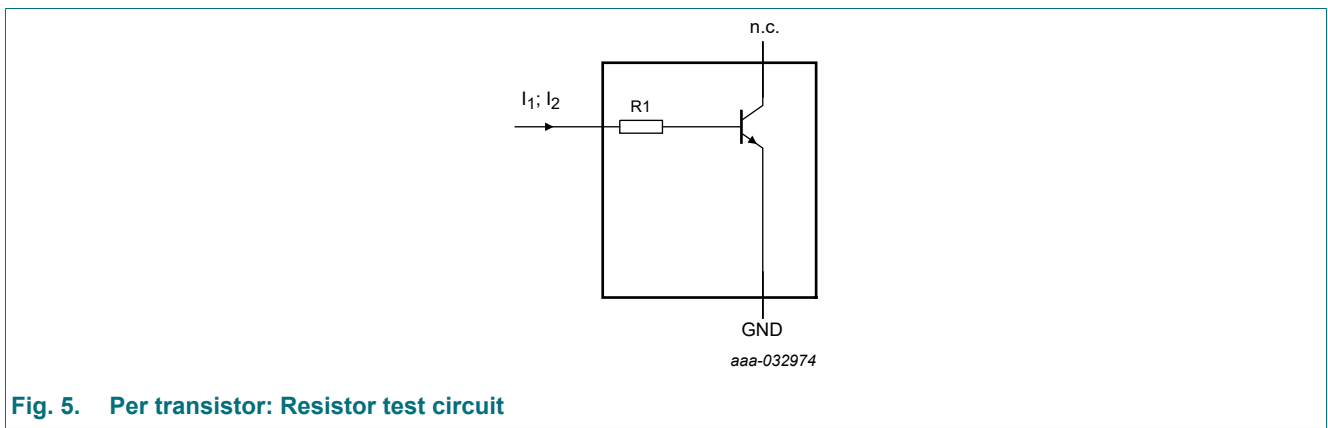 n.c.
I1; I2
R1
GND
aaa-032974
Fig. 5. Per transistor: Resistor test circuit